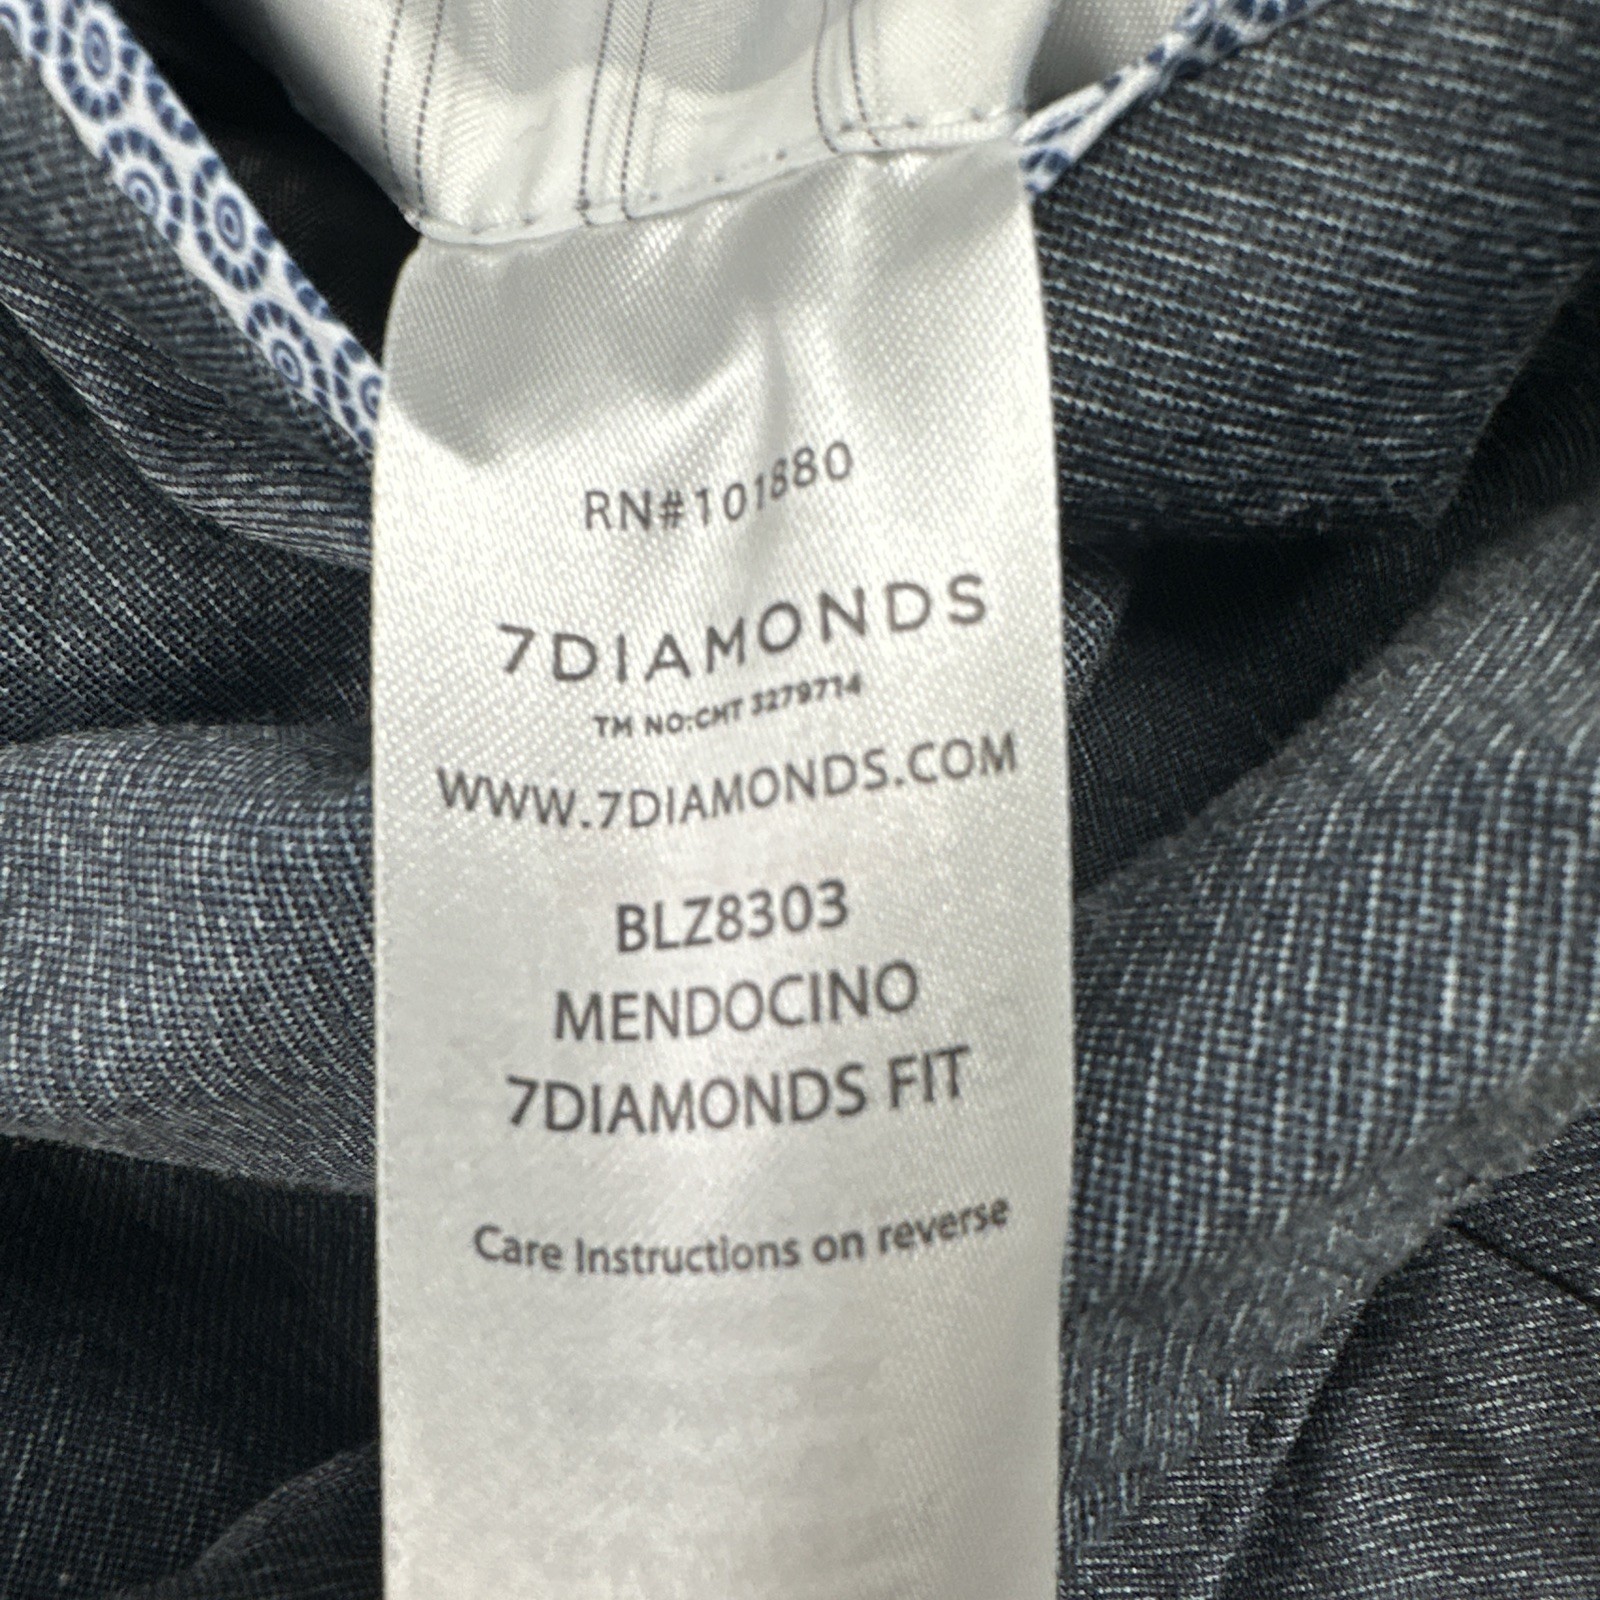 RN#101880
7DIAMONDS
TM NO:CHT 3279714
WWW.7DIAMONDS.COM
BLZ8303
MENDOCINO
7DIAMONDS FIT
Care Instructions on reverse